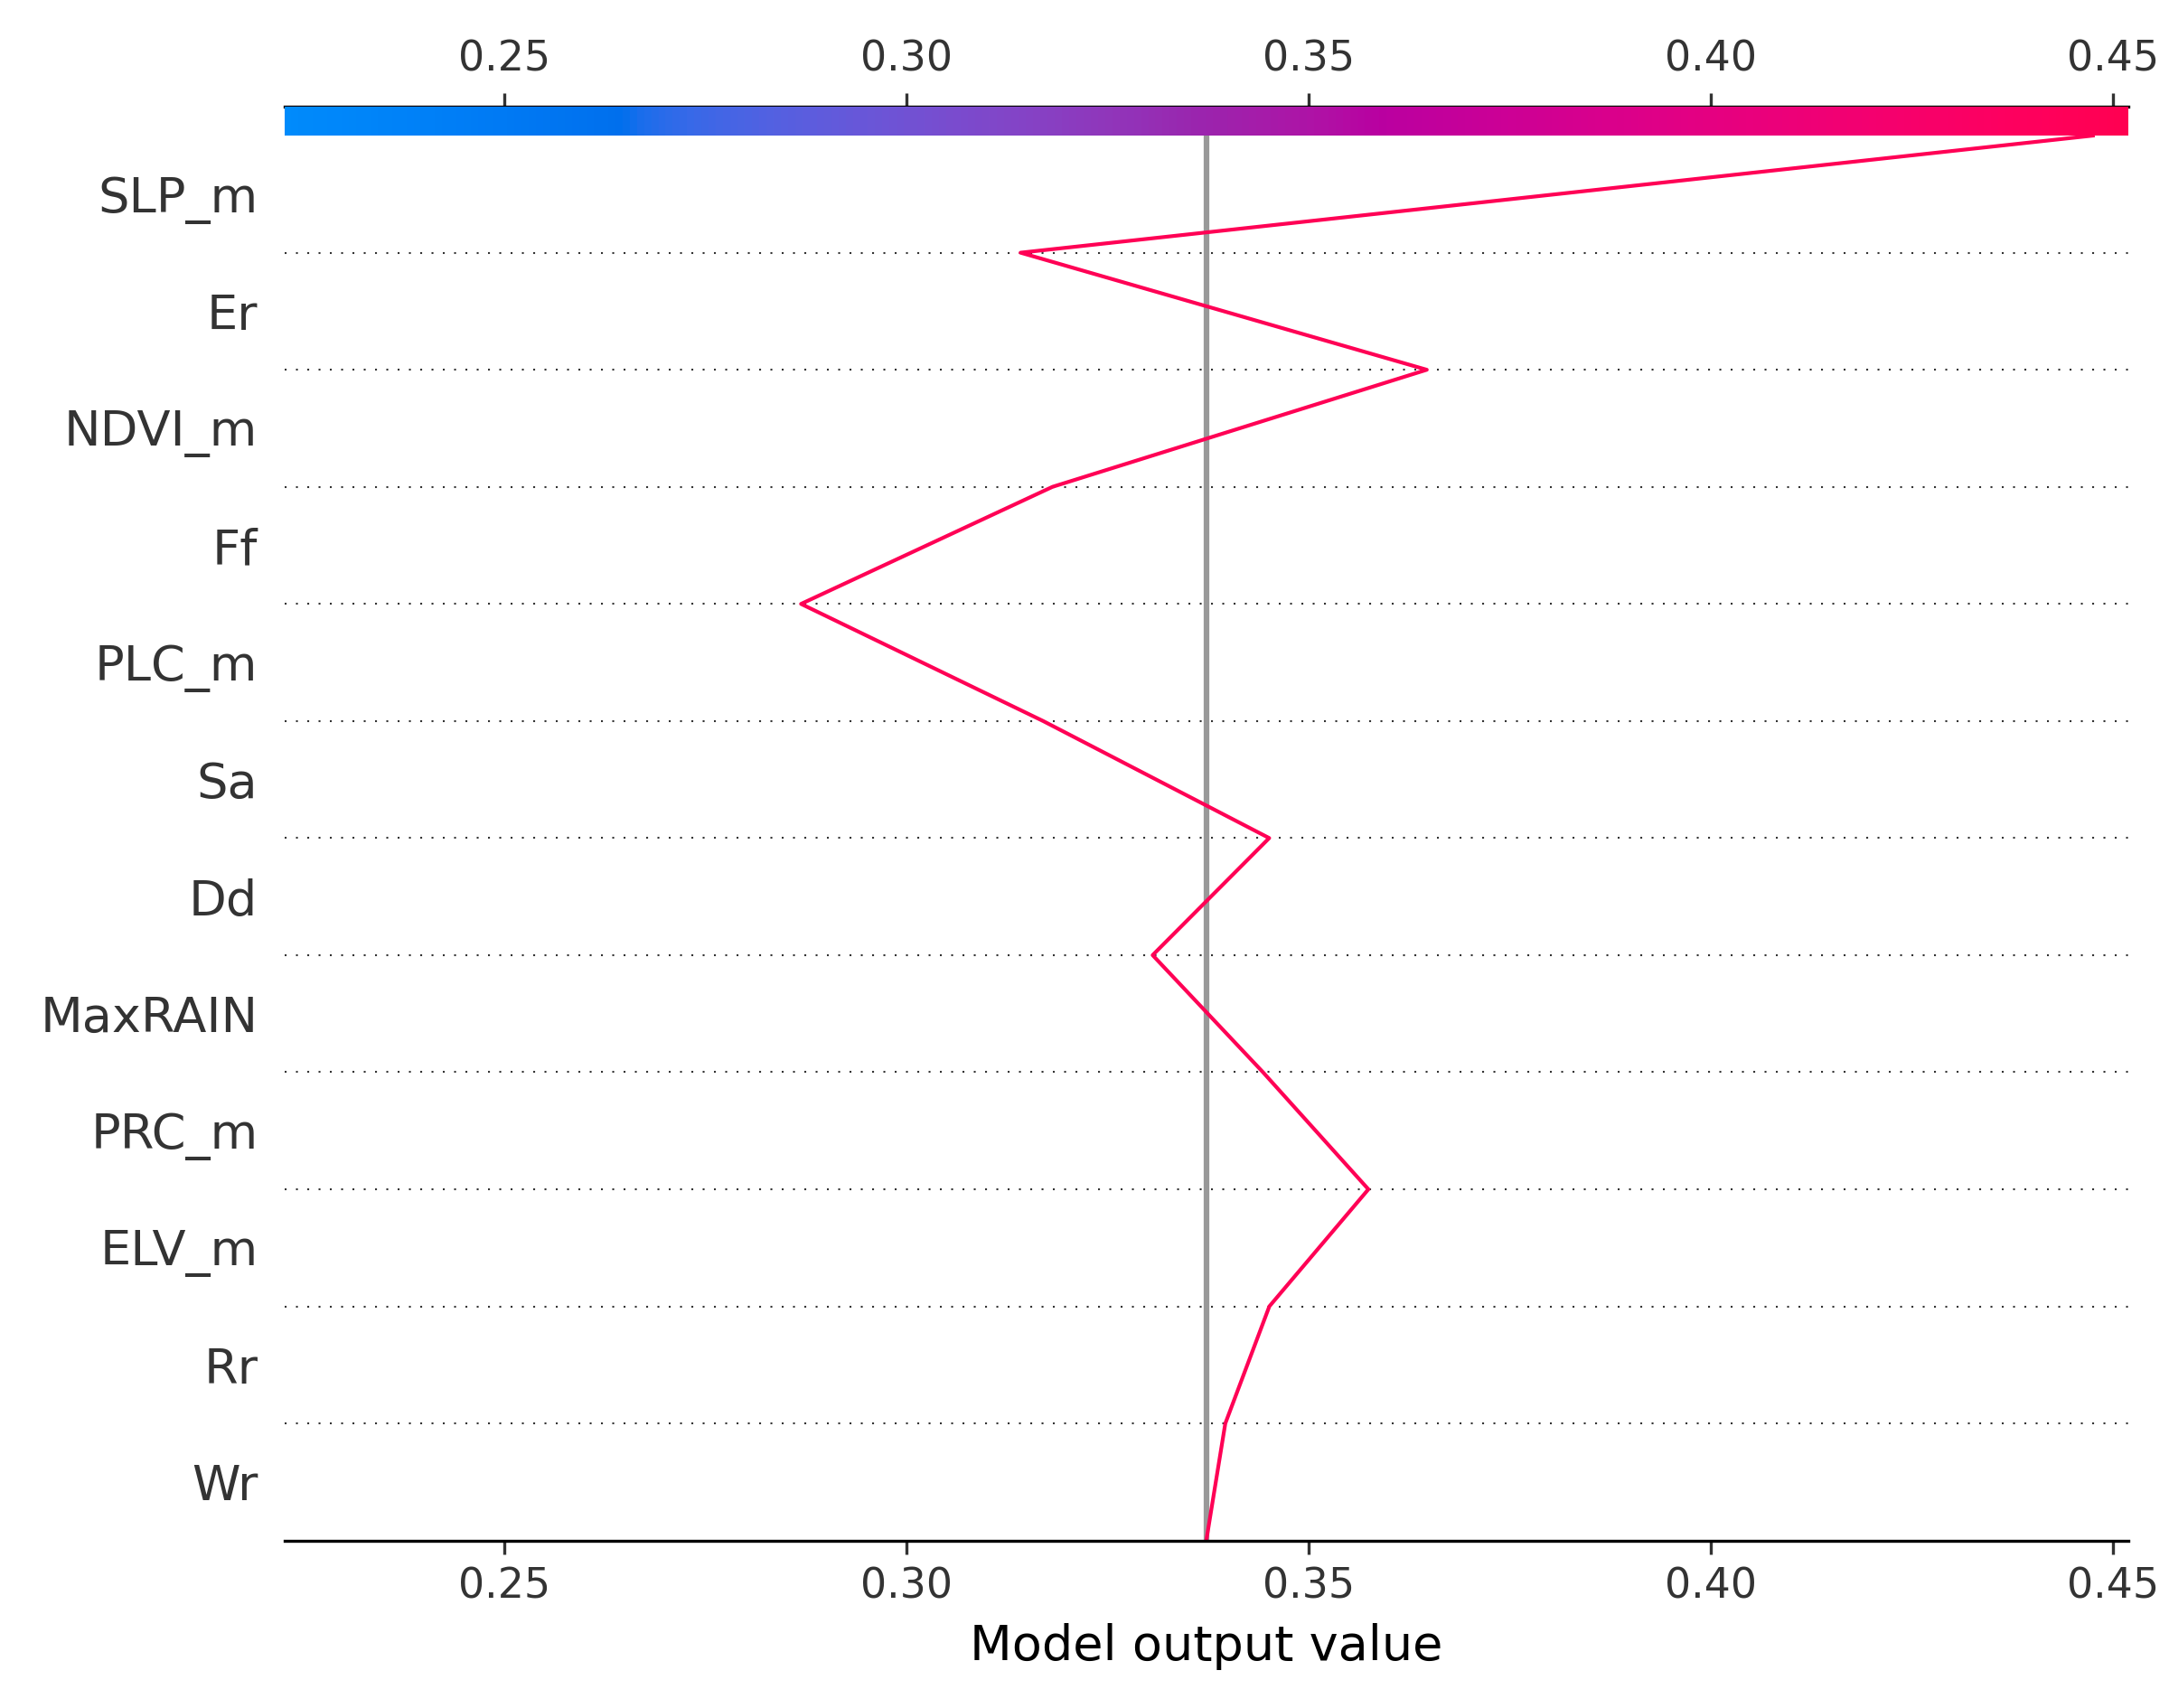 0.25 0.30 0.35 0.40 0.45
SLP_m
Er
NDVI_m
Ff
PLC_m
Sa
Dd
MaxRAIN
PRC_m
ELV_m
Rr
Wr
0.25 0.30 0.35 0.40 0.45
Model output value